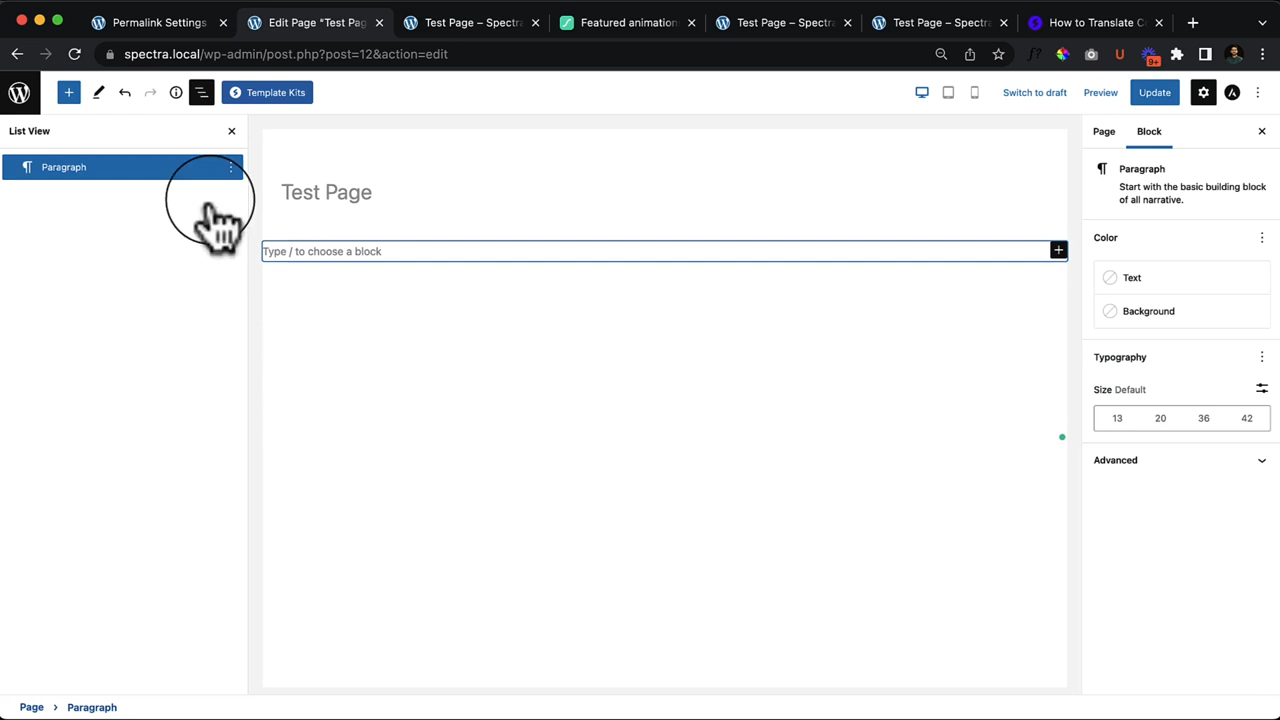 Permalink Settings
Edit Page "Test Pag
Test Page – Spectra
Featured animation
Test Page – Spectra
Test Page – Spectra
How to Translate C
spectra.local/wp-admin/post.php?post=12&action=edit
f?
U
9+
Template Kits
Switch to draft
Preview
Update
List View
Paragraph
Test Page
Type / to choose a block
Page
Block
Paragraph
Start with the basic building block
of all narrative.
Color
Text
Background
Typography
Size Default
13 20 36 42
Advanced
Page > Paragraph